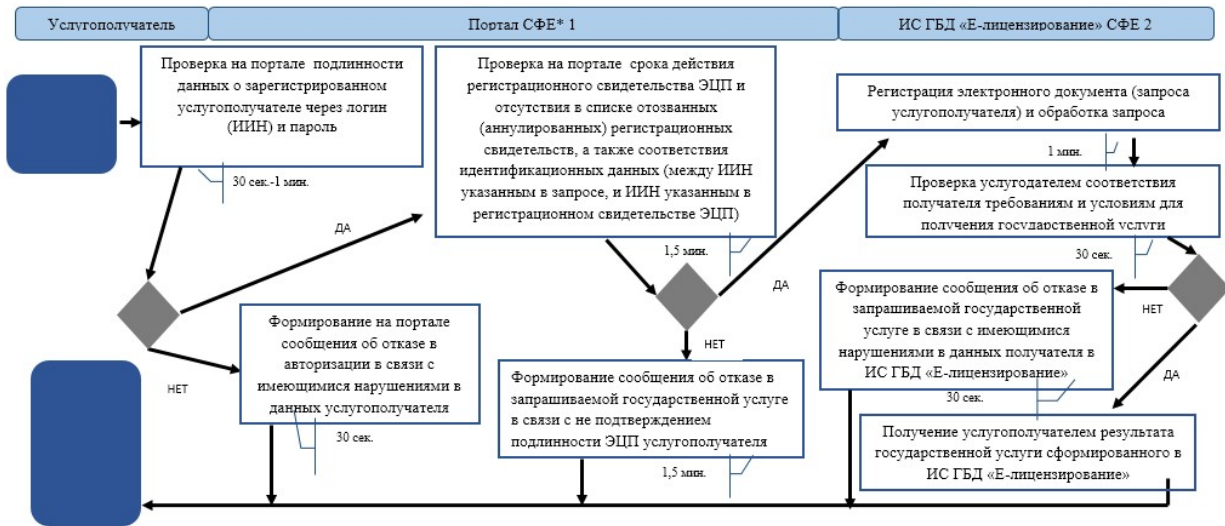 Услугополучатель
Портал СФЕ* 1
ИС ГБД «Е-лицензирование» СФЕ 2
Проверка на портале подлинности
данных о зарегистрированном
услугополучателе через логин
(ИИН) и пароль
30 сек.-1 мин.
Проверка на портале срока действия
регистрационного свидетельства ЭЦП и
отсутствия в списке отозванных
(аннулированных) регистрационных
свидетельств, а также соответствия
идентификационных данных (между ИИН
указанным в запросе, и ИИН указанным в
регистрационном свидетельстве ЭЦП)
1,5 мин.
Регистрация электронного документа (запроса
услугополучателя) и обработка запроса
1 мин.
Проверка услугодателем соответствия
получателя требованиям и условиям для
получения государственной услуги
30 сек.
ДА
ДА
НЕТ
Формирование на портале
сообщения об отказе в
авторизации в связи с
имеющимися нарушениями в
данных услугополучателя
30 сек.
НЕТ
Формирование сообщения об отказе в
запрашиваемой государственной услуге
в связи с не подтверждением
подлинности ЭЦП услугополучателя
1,5 мин.
НЕТ
Формирование сообщения об отказе в
запрашиваемой государственной
услуге в связи с имеющимися
нарушениями в данных получателя в
ИС ГБД «Е-лицензирование»
30 сек.
ДА
Получение услугополучателем результата
государственной услуги сформированного в
ИС ГБД «Е-лицензирование»